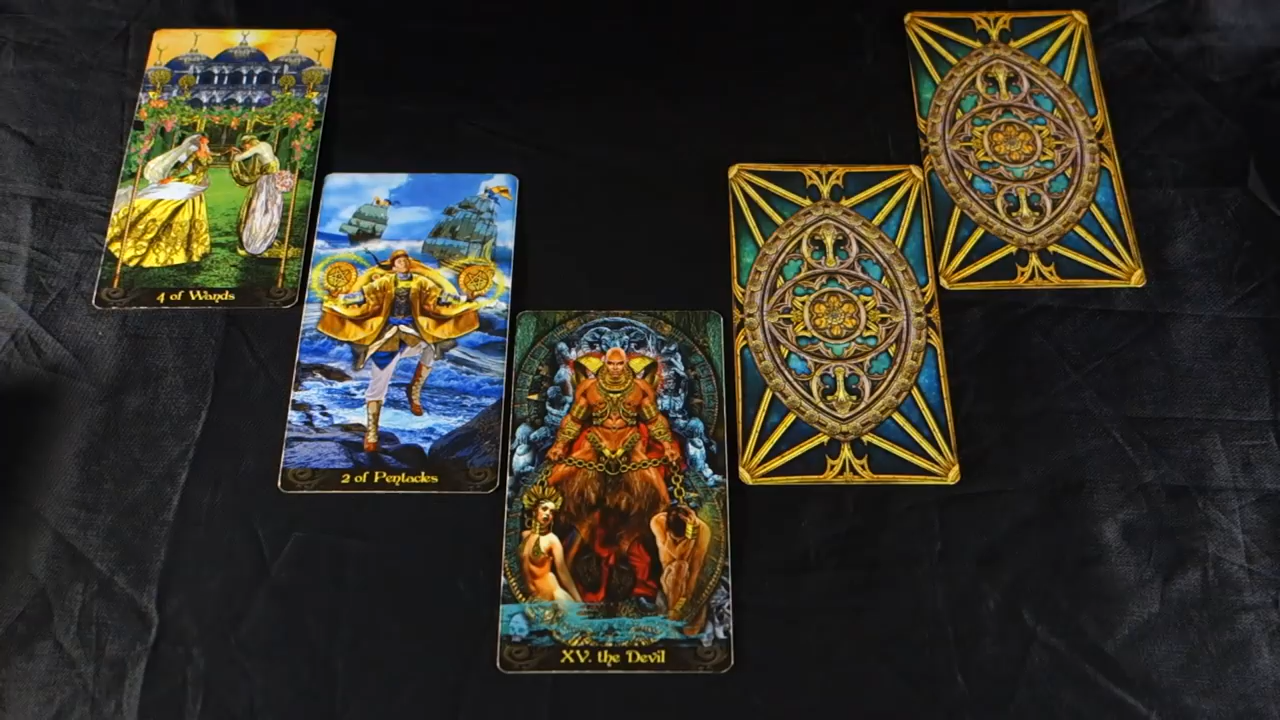 4 of Wands
2 of Pentacles
XV. the Devil